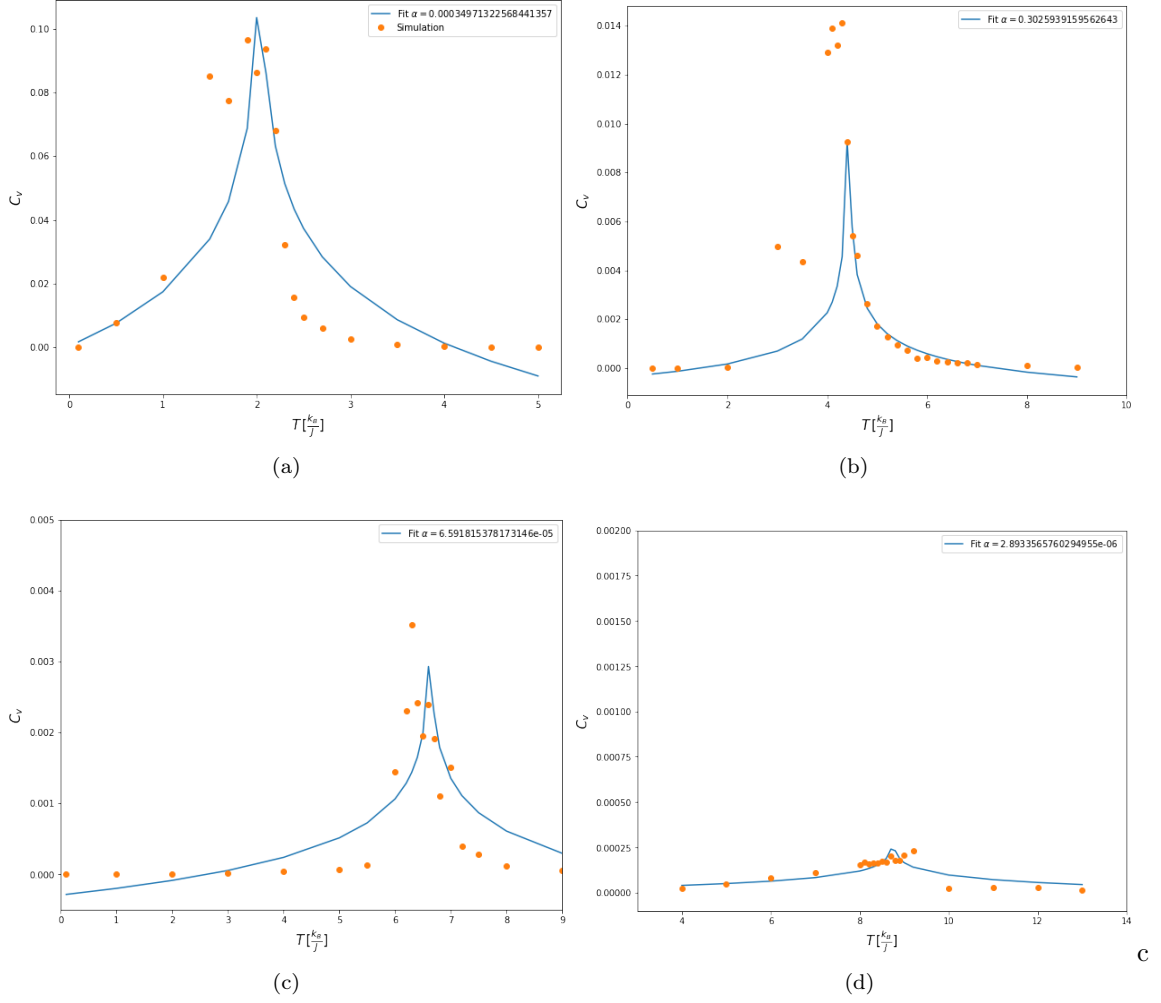 Fit α = 0.00034971322568441357
Simulation
0.10
0.08
0.06
0.04
0.02
0.00
C_v
0 1 2 3 4 5
T [k_B/J]
(a)
Fit α = 0.3025939159562643
0.014
0.012
0.010
0.008
0.006
0.004
0.002
0.000
C_v
0 2 4 6 8 10
T [k_B/J]
(b)
Fit α = 6.591815378173146e-05
0.005
0.004
0.003
0.002
0.001
0.000
C_v
0 1 2 3 4 5 6 7 8 9
T [k_B/J]
(c)
Fit α = 2.8933565760294955e-06
0.00200
0.00175
0.00150
0.00125
0.00100
0.00075
0.00050
0.00025
0.00000
C_v
4 6 8 10 12 14
T [k_B/J]
(d)
c